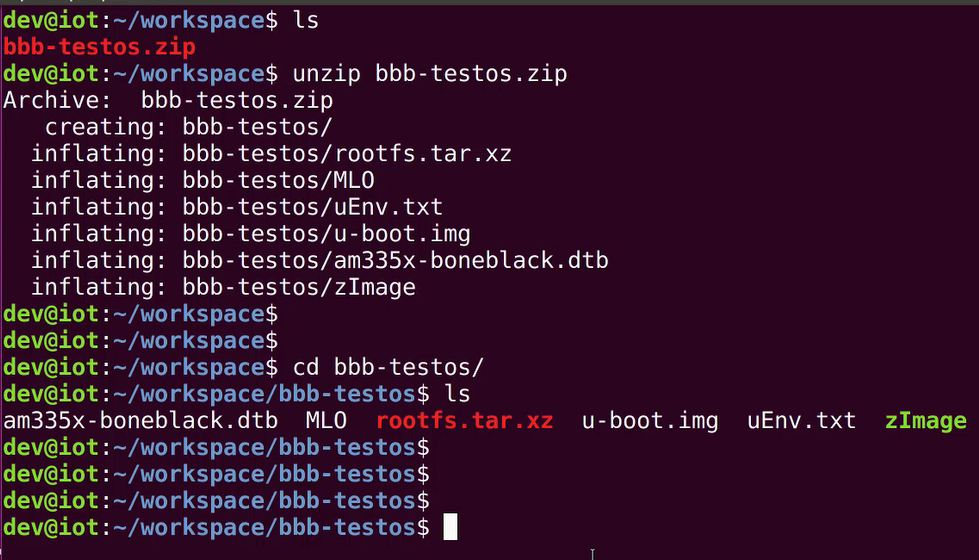 dev@iot:~/workspace$ ls
bbb-testos.zip
dev@iot:~/workspace$ unzip bbb-testos.zip
Archive:  bbb-testos.zip
   creating: bbb-testos/
  inflating: bbb-testos/rootfs.tar.xz
  inflating: bbb-testos/MLO
  inflating: bbb-testos/uEnv.txt
  inflating: bbb-testos/u-boot.img
  inflating: bbb-testos/am335x-boneblack.dtb
  inflating: bbb-testos/zImage
dev@iot:~/workspace$
dev@iot:~/workspace$
dev@iot:~/workspace$ cd bbb-testos/
dev@iot:~/workspace/bbb-testos$ ls
am335x-boneblack.dtb  MLO  rootfs.tar.xz  u-boot.img  uEnv.txt  zImage
dev@iot:~/workspace/bbb-testos$
dev@iot:~/workspace/bbb-testos$
dev@iot:~/workspace/bbb-testos$
dev@iot:~/workspace/bbb-testos$